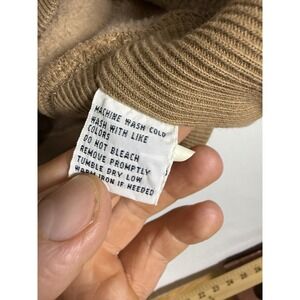 MACHINE WASH COLD
WASH WITH LIKE
COLORS
DO NOT BLEACH
REMOVE PROMPTLY
TUMBLE DRY LOW
WARM IRON IF NEEDED